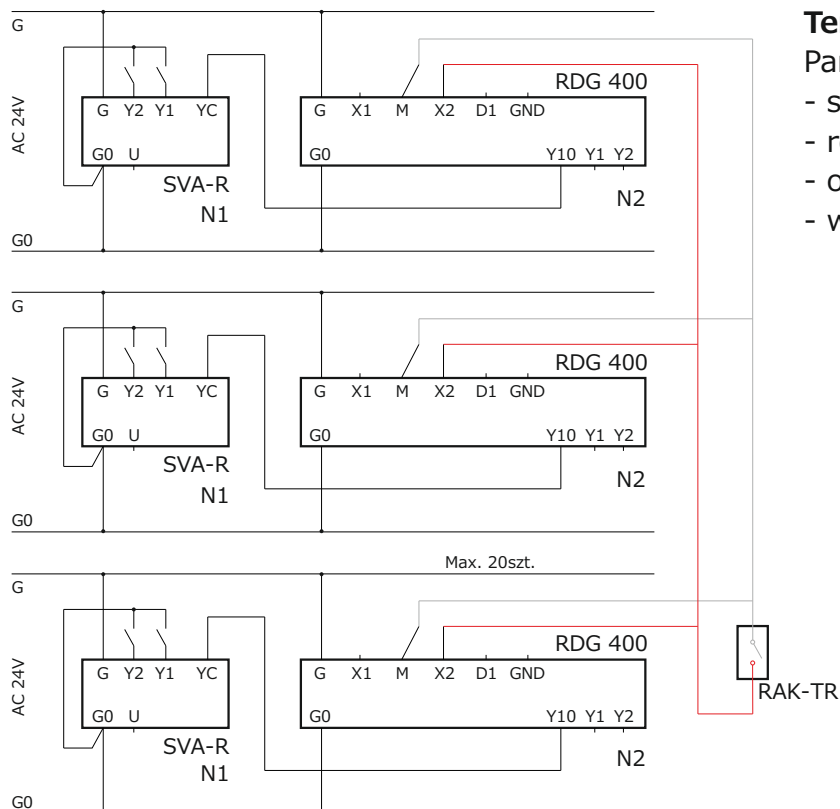 G
AC 24V
G Y2 Y1 YC
G0 U
SVA-R
N1
RDG 400
G X1 M X2 D1 GND
G0 Y10 Y1 Y2
N2
G0
G
AC 24V
G Y2 Y1 YC
G0 U
SVA-R
N1
RDG 400
G X1 M X2 D1 GND
G0 Y10 Y1 Y2
N2
G0
Max. 20szt.
G
AC 24V
G Y2 Y1 YC
G0 U
SVA-R
N1
RDG 400
G X1 M X2 D1 GND
G0 Y10 Y1 Y2
N2
G0
RAK-TR
Te
Par
- s
- r
- o
- w